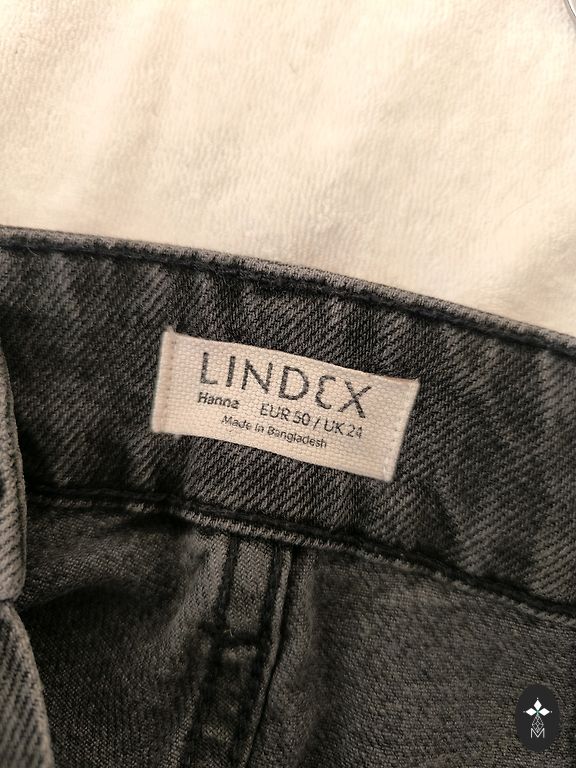 LINDEX
Hanna EUR 50 / UK 24
Made in Bangladesh
M